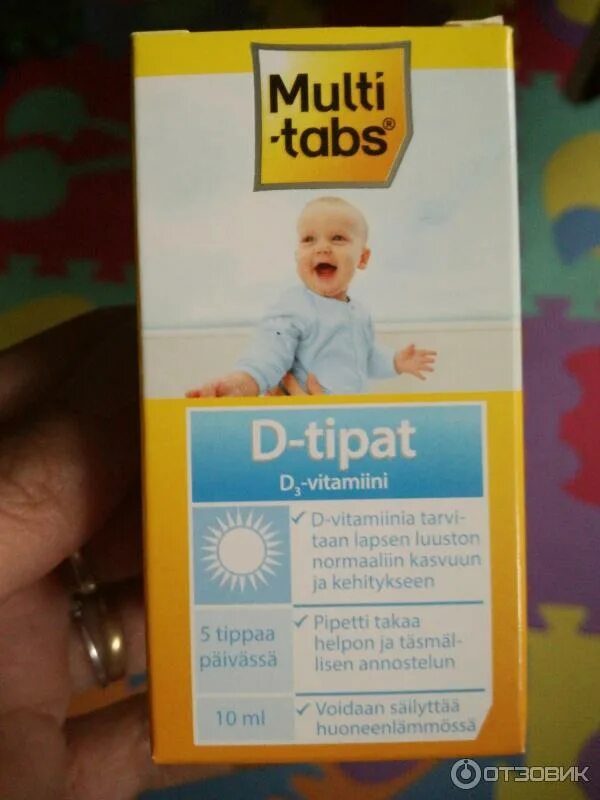 Multi
-tabs®
D-tipat
D₃-vitamiini
✓ D-vitamiinia tarvi-
taan lapsen luuston
normaaliin kasvuun
ja kehitykseen
5 tippaa
päivässä
✓ Pipetti takaa
helpon ja täsmäl-
lisen annostelun
10 ml
✓ Voidaan säilyttää
huoneenlämmössä
ОТЗОВИК